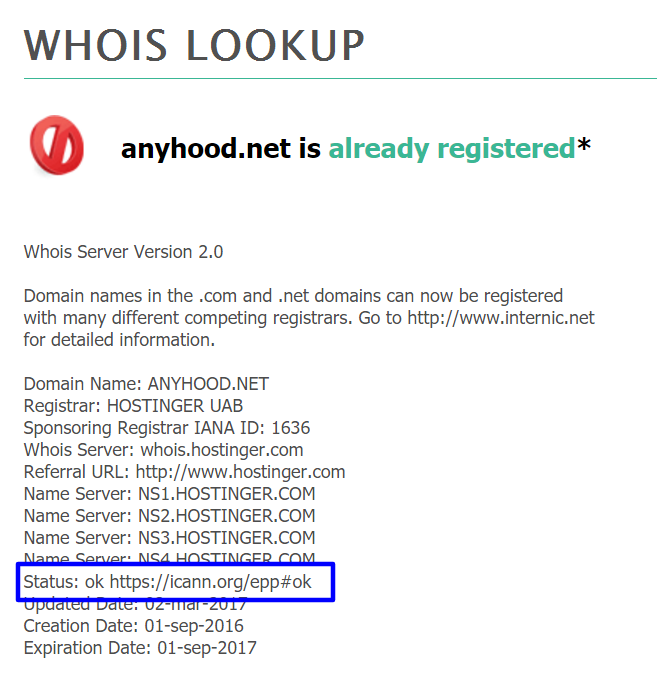 WHOIS LOOKUP
anyhood.net is already registered*
Whois Server Version 2.0
Domain names in the .com and .net domains can now be registered
with many different competing registrars. Go to http://www.internic.net
for detailed information.
Domain Name: ANYHOOD.NET
Registrar: HOSTINGER UAB
Sponsoring Registrar IANA ID: 1636
Whois Server: whois.hostinger.com
Referral URL: http://www.hostinger.com
Name Server: NS1.HOSTINGER.COM
Name Server: NS2.HOSTINGER.COM
Name Server: NS3.HOSTINGER.COM
Name Server: NS4.HOSTINGER.COM
Status: ok https://icann.org/epp#ok
Updated Date: 02-mar-2017
Creation Date: 01-sep-2016
Expiration Date: 01-sep-2017